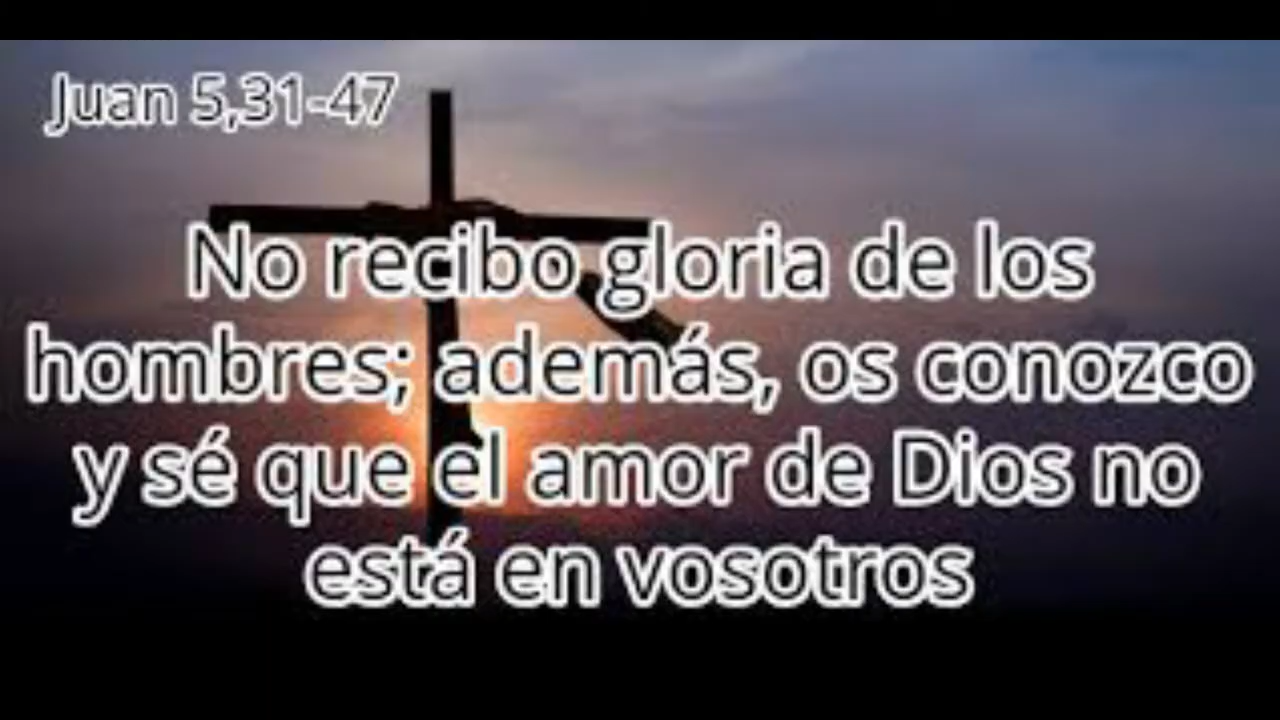 Juan 5,31-47
No recibo gloria de los
hombres; además, os conozco
y sé que el amor de Dios no
está en vosotros